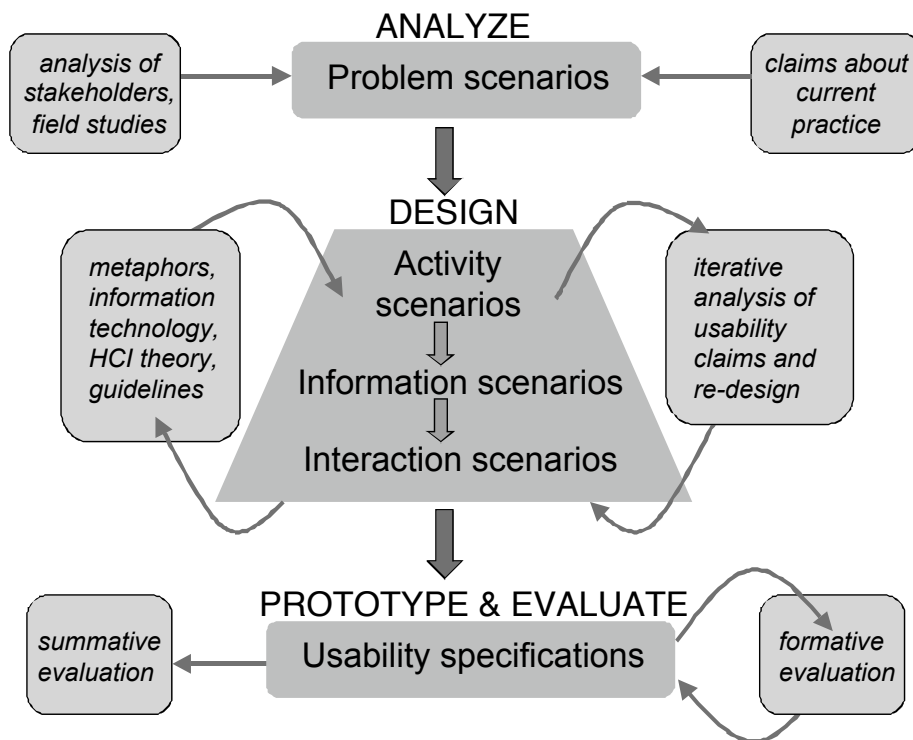 ANALYZE
analysis of
stakeholders,
field studies
Problem scenarios
claims about
current
practice
DESIGN
metaphors,
information
technology,
HCI theory,
guidelines
Activity
scenarios
Information scenarios
Interaction scenarios
iterative
analysis of
usability
claims and
re-design
PROTOTYPE & EVALUATE
summative
evaluation
Usability specifications
formative
evaluation